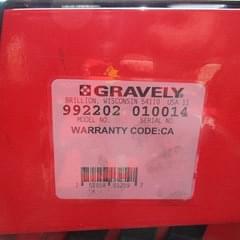 GRAVELY®
BRILLION, WISCONSIN 54110 USA
992202 010014
MODEL NO. SERIAL NO
WARRANTY CODE:CA